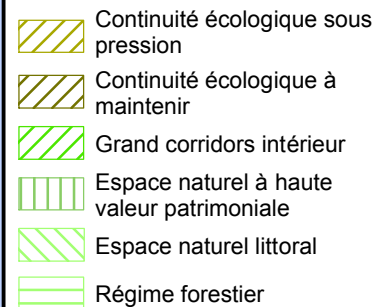 Continuité écologique sous
pression
Continuité écologique à
maintenir
Grand corridors intérieur
Espace naturel à haute
valeur patrimoniale
Espace naturel littoral
Régime forestier